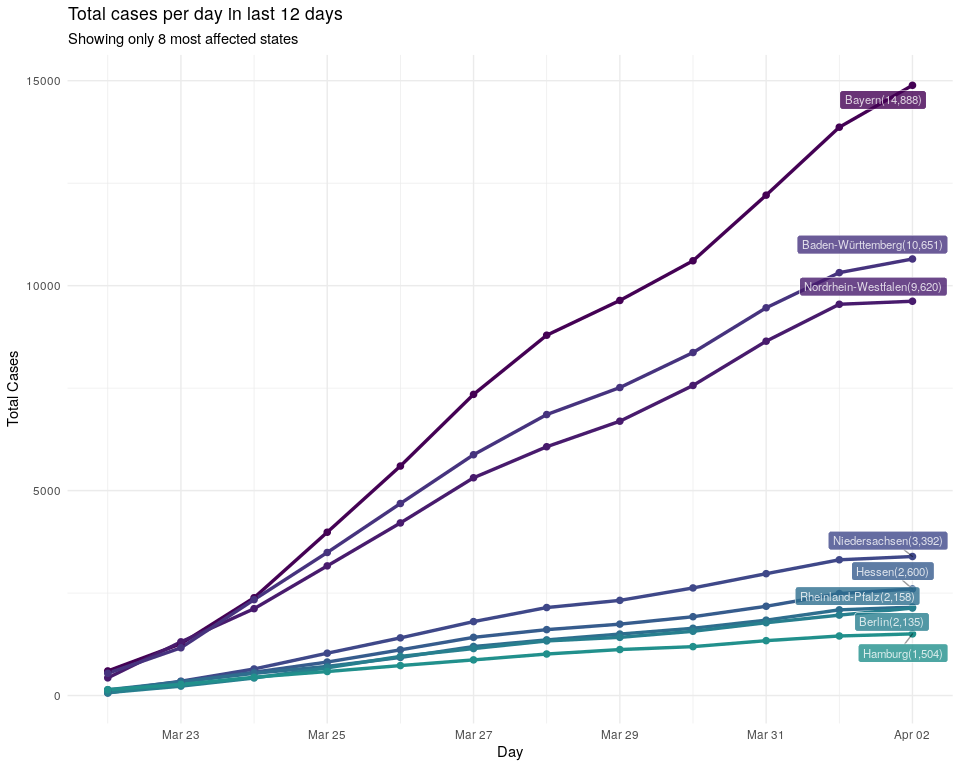 Total cases per day in last 12 days
Showing only 8 most affected states
15000
10000
5000
0
Total Cases
Bayern(14,888)
Baden-Württemberg(10,651)
Nordrhein-Westfalen(9,620)
Niedersachsen(3,392)
Hessen(2,600)
Rheinland-Pfalz(2,158)
Berlin(2,135)
Hamburg(1,504)
Mar 23
Mar 25
Mar 27
Mar 29
Mar 31
Apr 02
Day